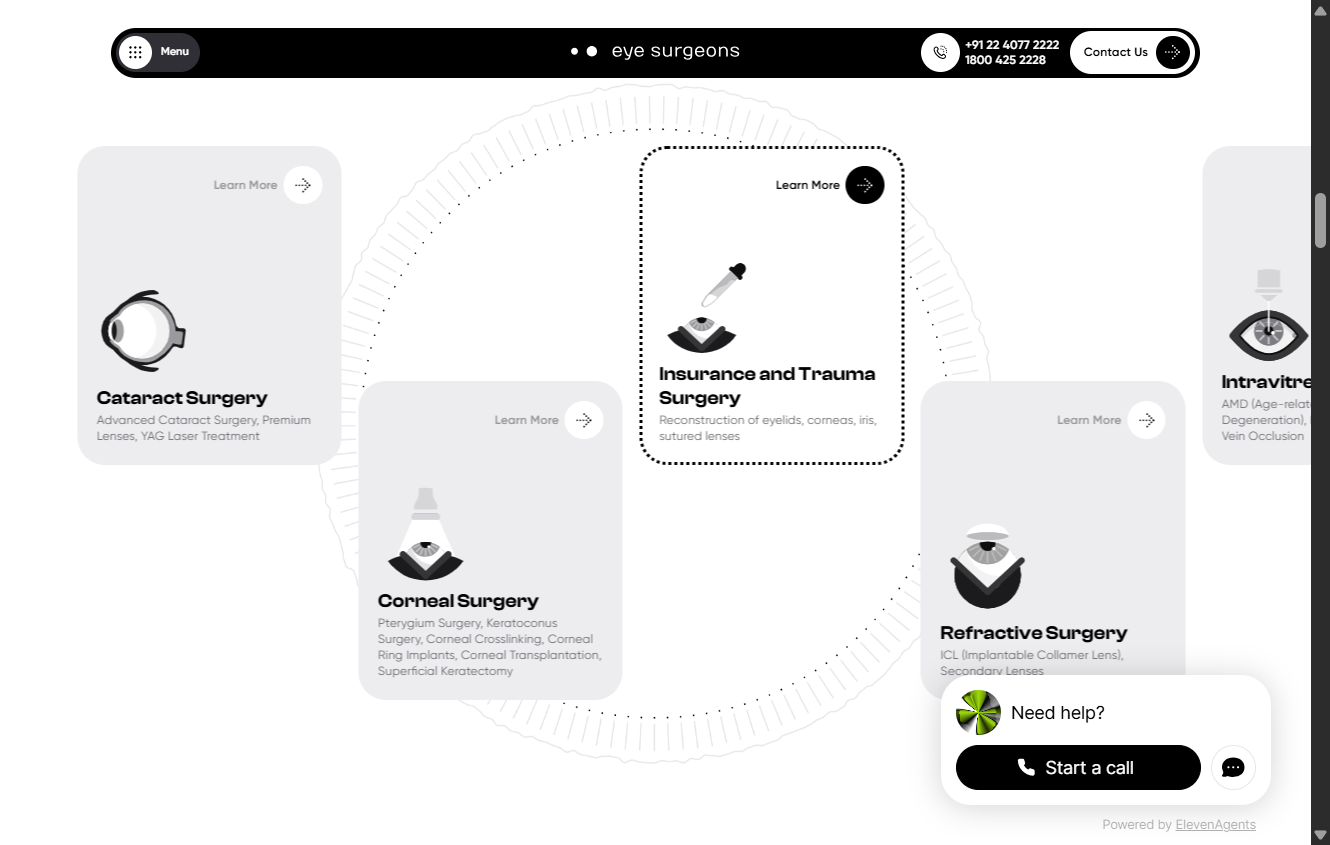 Menu
eye surgeons
+91 22 4077 2222
1800 425 2228
Contact Us
Learn More
Cataract Surgery
Advanced Cataract Surgery, Premium
Lenses, YAG Laser Treatment
Learn More
Corneal Surgery
Pterygium Surgery, Keratoconus
Surgery, Corneal Crosslinking, Corneal
Ring Implants, Corneal Transplantation,
Superficial Keratectomy
Learn More
Insurance and Trauma
Surgery
Reconstruction of eyelids, corneas, iris,
sutured lenses
Learn More
Refractive Surgery
ICL (Implantable Collamer Lens),
Secondary Lenses
Intravitre
AMD (Age-relat
Degeneration),
Vein Occlusion
Need help?
Start a call
Powered by ElevenAgents